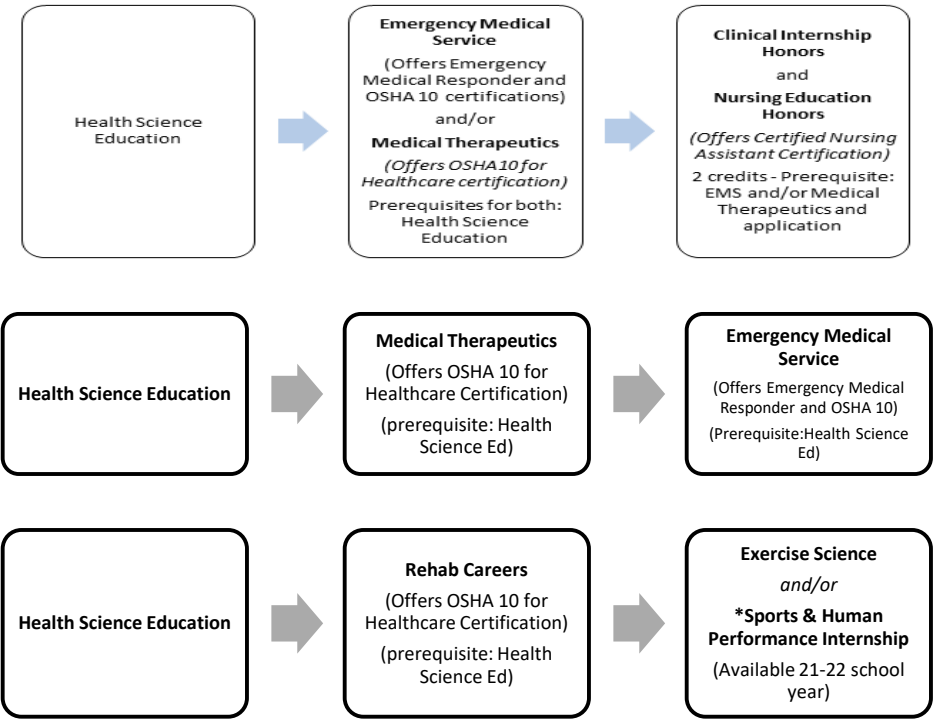 Health Science
Education
Emergency Medical
Service
(Offers Emergency
Medical Responder and
OSHA 10 certifications)
and/or
Medical Therapeutics
(Offers OSHA10 for
Healthcare certification)
Prerequisites for both:
Health Science
Education
Clinical Internship
Honors
and
Nursing Education
Honors
(Offers Certified Nursing
Assistant Certification)
2 credits - Prerequisite:
EMS and/or Medical
Therapeutics and
application
Health Science Education
Medical Therapeutics
(Offers OSHA 10 for
Healthcare Certification)
(prerequisite: Health
Science Ed)
Emergency Medical
Service
(Offers Emergency Medical
Responder and OSHA 10)
(Prerequisite:Health Science
Ed)
Health Science Education
Rehab Careers
(Offers OSHA 10 for
Healthcare Certification)
(prerequisite: Health
Science Ed)
Exercise Science
and/or
*Sports & Human
Performance Internship
(Available 21-22 school
year)